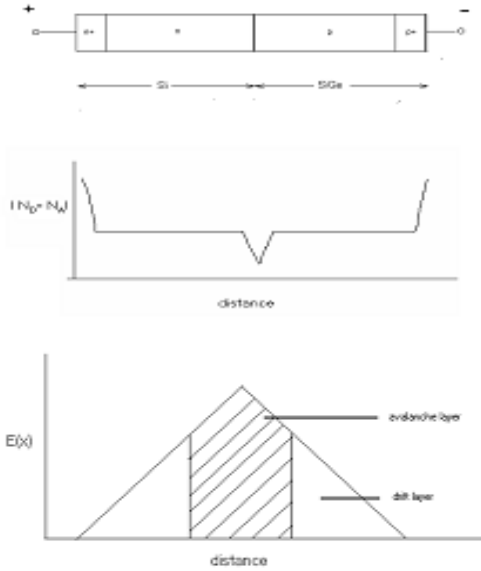 + −
n p
Si SiGe
| N_D - N_A |
distance
avalanche layer
E(x)
drift layer
distance